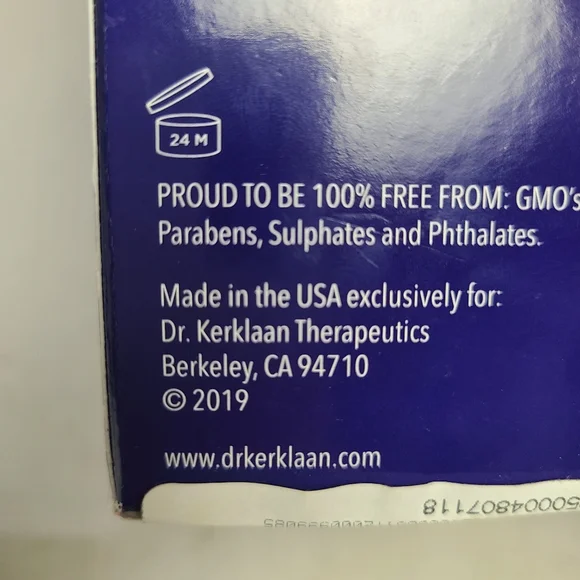 24 M
PROUD TO BE 100% FREE FROM: GMO's
Parabens, Sulphates and Phthalates.
Made in the USA exclusively for:
Dr. Kerklaan Therapeutics
Berkeley, CA 94710
© 2019
www.drkerklaan.com
50004807118